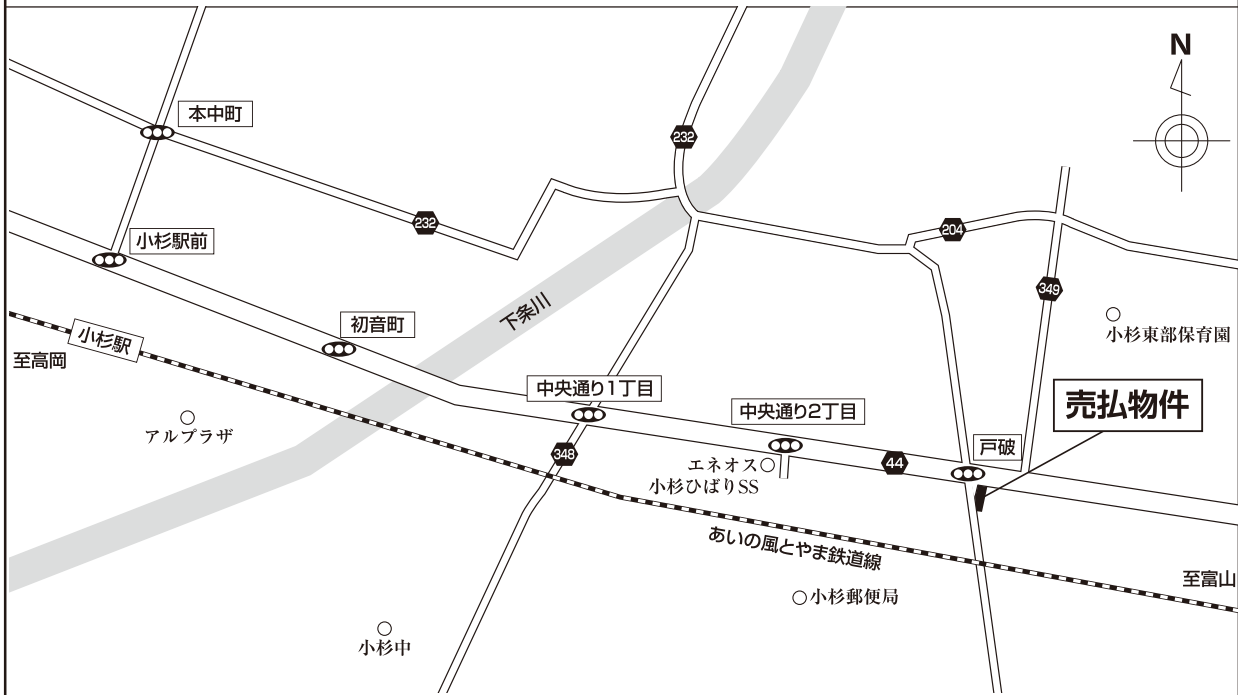 N
本中町
232
232
小杉駅前
204
349
下条川
初音町
小杉東部保育園
小杉駅
至高岡
中央通り1丁目
中央通り2丁目
売払物件
アルプラザ
戸破
348
エネオス
小杉ひばりSS
44
あいの風とやま鉄道線
至富山
小杉郵便局
小杉中